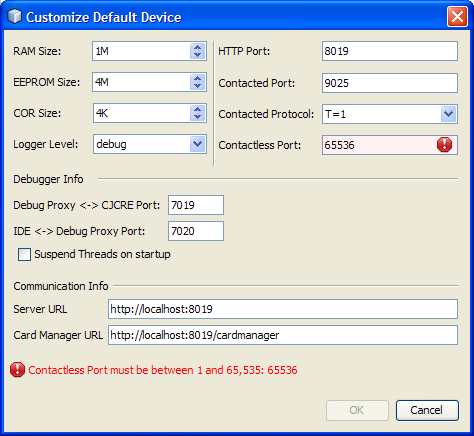 Customize Default Device
RAM Size: 1M HTTP Port: 8019
EEPROM Size: 4M Contacted Port: 9025
COR Size: 4K Contacted Protocol: T=1
Logger Level: debug Contactless Port: 65536
Debugger Info
Debug Proxy <-> CJCRE Port: 7019
IDE <-> Debug Proxy Port: 7020
Suspend Threads on startup
Communication Info
Server URL http://localhost:8019
Card Manager URL http://localhost:8019/cardmanager
Contactless Port must be between 1 and 65,535: 65536
OK Cancel